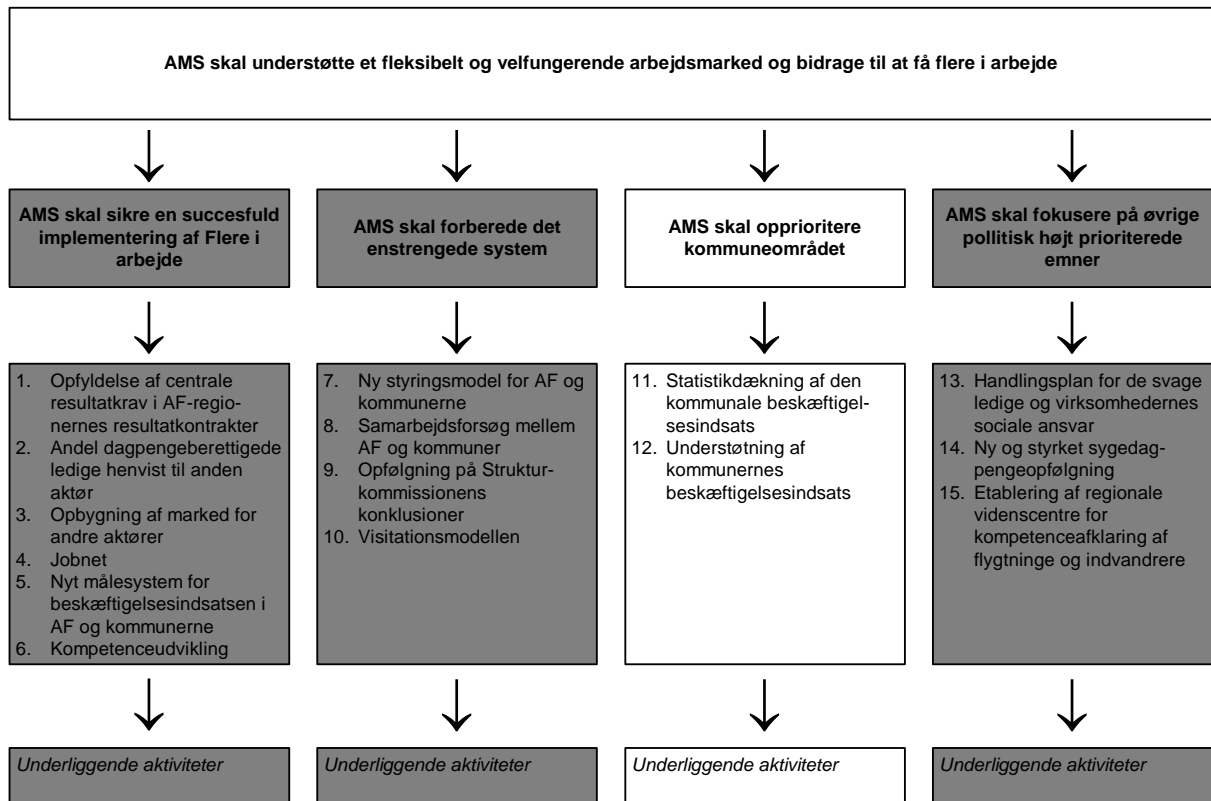 AMS skal understøtte et fleksibelt og velfungerende arbejdsmarked og bidrage til at få flere i arbejde
AMS skal sikre en succesfuld
implementering af Flere i
arbejde
AMS skal forberede det
enstrengede system
AMS skal opprioritere
kommuneområdet
AMS skal fokusere på øvrige
pollitisk højt prioriterede
emner
1. Opfyldelse af centrale
resultatkrav i AF-regio-
nernes resultatkontrakter
2. Andel dagpengeberettigede
ledige henvist til anden
aktør
3. Opbygning af marked for
andre aktører
4. Jobnet
5. Nyt målesystem for
beskæftigelsesindsatsen i
AF og kommunerne
6. Kompetenceudvikling
7. Ny styringsmodel for AF og
kommunerne
8. Samarbejdsforsøg mellem
AF og kommuner
9. Opfølgning på Struktur-
kommissionens
konklusioner
10. Visitationsmodellen
11. Statistikdækning af den
kommunale beskæftigel-
sesindsats
12. Understøtning af
kommunernes
beskæftigelsesindsats
13. Handlingsplan for de svage
ledige og virksomhedernes
sociale ansvar
14. Ny og styrket sygedag-
pengeopfølgning
15. Etablering af regionale
videnscentre for
kompetenceafklaring af
flygtninge og indvandrere
Underliggende aktiviteter
Underliggende aktiviteter
Underliggende aktiviteter
Underliggende aktiviteter